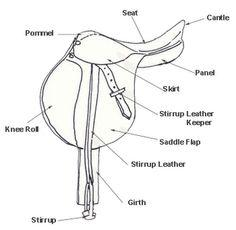 Seat
Cantle
Pommel
Panel
Skirt
Stirrup Leather
Keeper
Knee Roll
Saddle Flap
Stirrup Leather
Girth
Stirrup